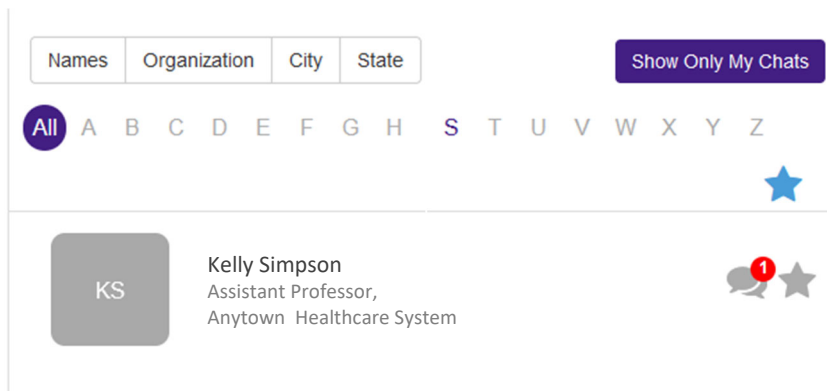 Names Organization City State Show Only My Chats
All A B C D E F G H S T U V W X Y Z
KS
Kelly Simpson
Assistant Professor,
Anytown Healthcare System
1